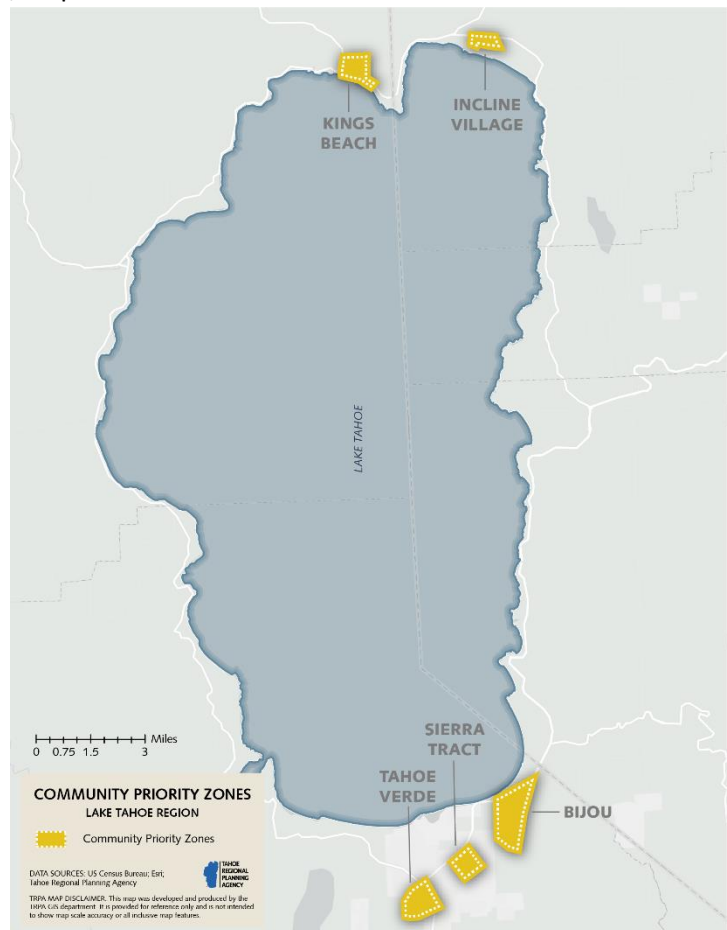 KINGS
BEACH
INCLINE
VILLAGE
LAKE TAHOE
Miles
0 0.75 1.5 3
SIERRA
TRACT
TAHOE
VERDE
BIJOU
COMMUNITY PRIORITY ZONES
LAKE TAHOE REGION
Community Priority Zones
DATA SOURCES: US Census Bureau; Esri;
Tahoe Regional Planning Agency
TAHOE
REGIONAL
PLANNING
AGENCY
TRPA MAP DISCLAIMER. This map was developed and produced by the
TRPA GIS department. It is provided for reference only and is not intended
to show map scale accuracy or all inclusive map features.